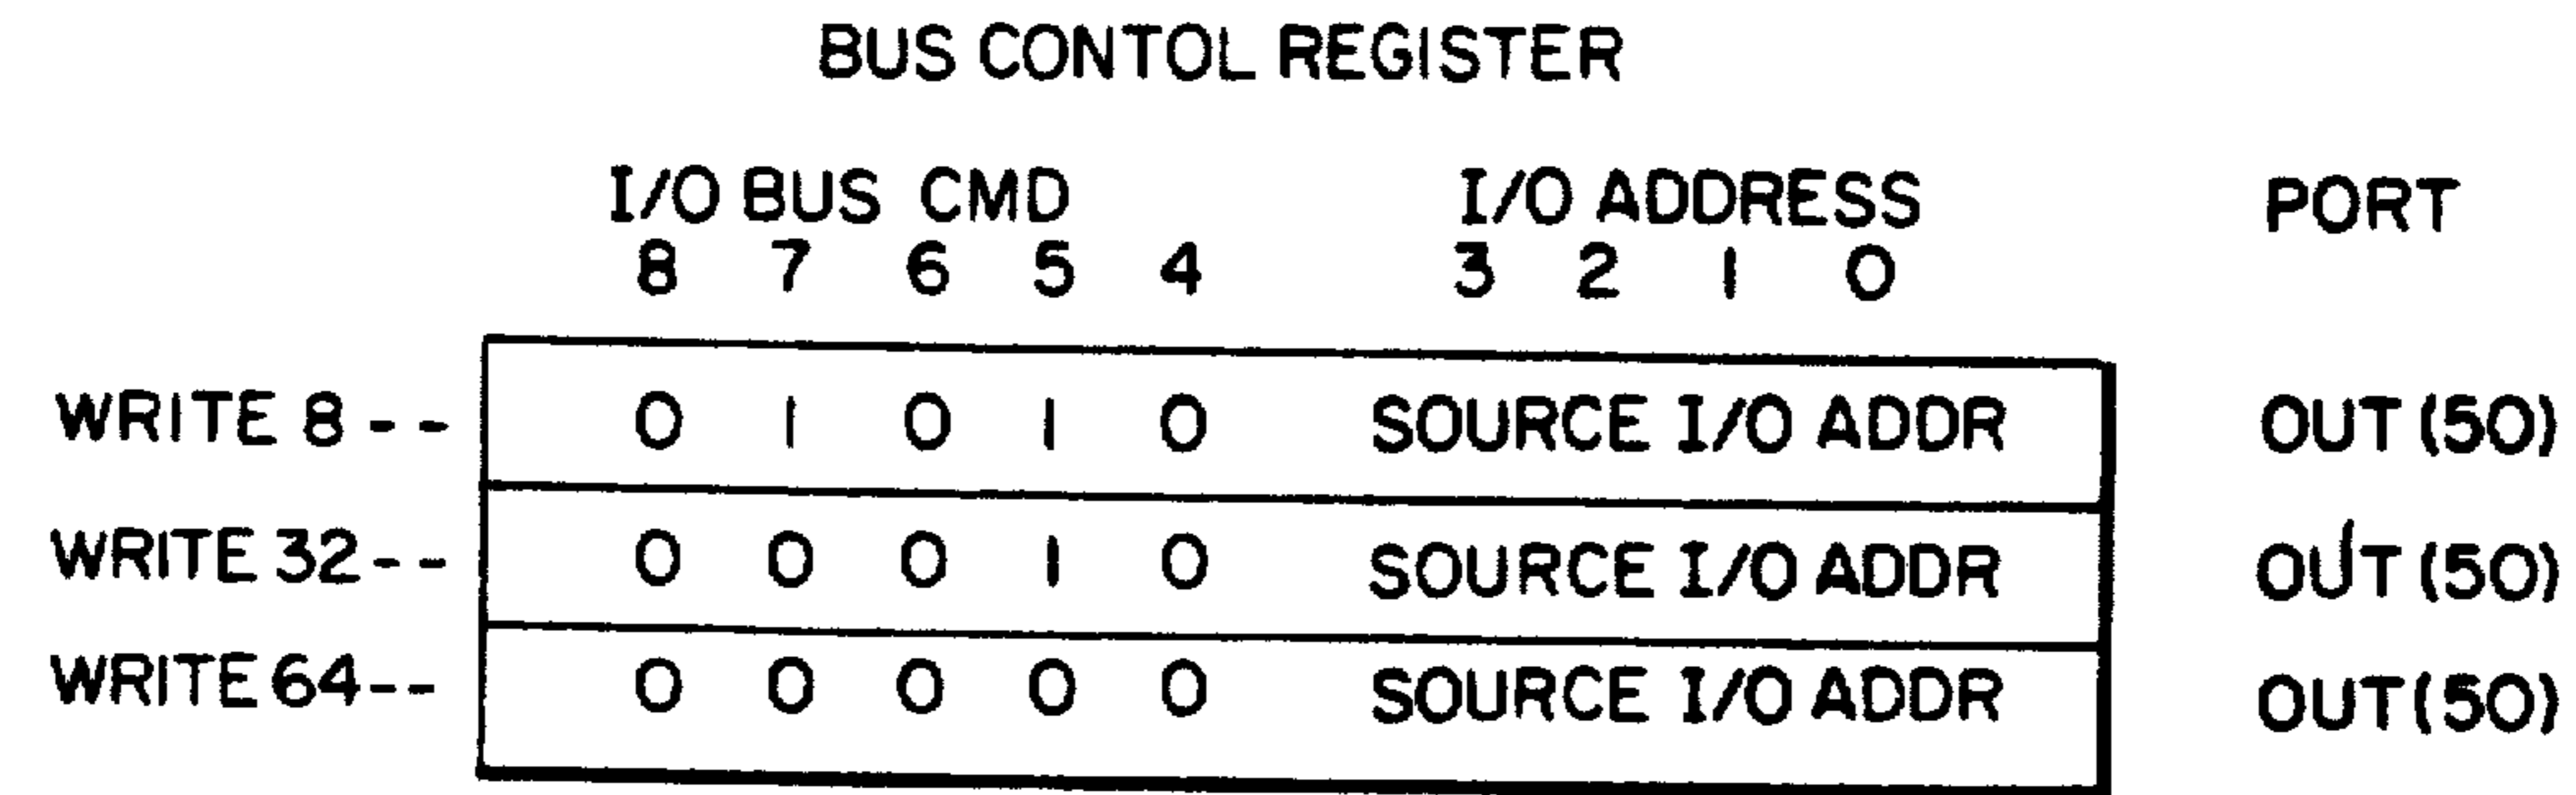 BUS CONTOL REGISTER
I/O BUS CMD I/O ADDRESS PORT
8 7 6 5 4 3 2 1 0
WRITE 8 -- 0 1 0 1 0 SOURCE I/O ADDR OUT (50)
WRITE 32 -- 0 0 0 1 0 SOURCE I/O ADDR OUT (50)
WRITE 64 -- 0 0 0 0 0 SOURCE I/O ADDR OUT (50)